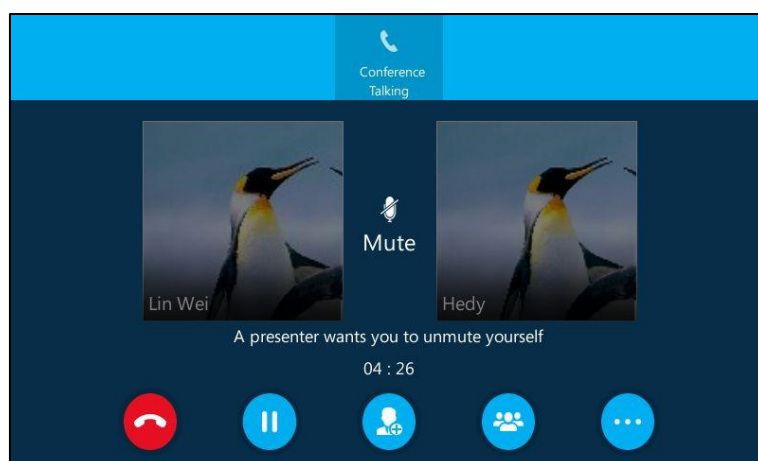 Conference
Talking
Mute
Lin Wei
Hedy
A presenter wants you to unmute yourself
04 : 26